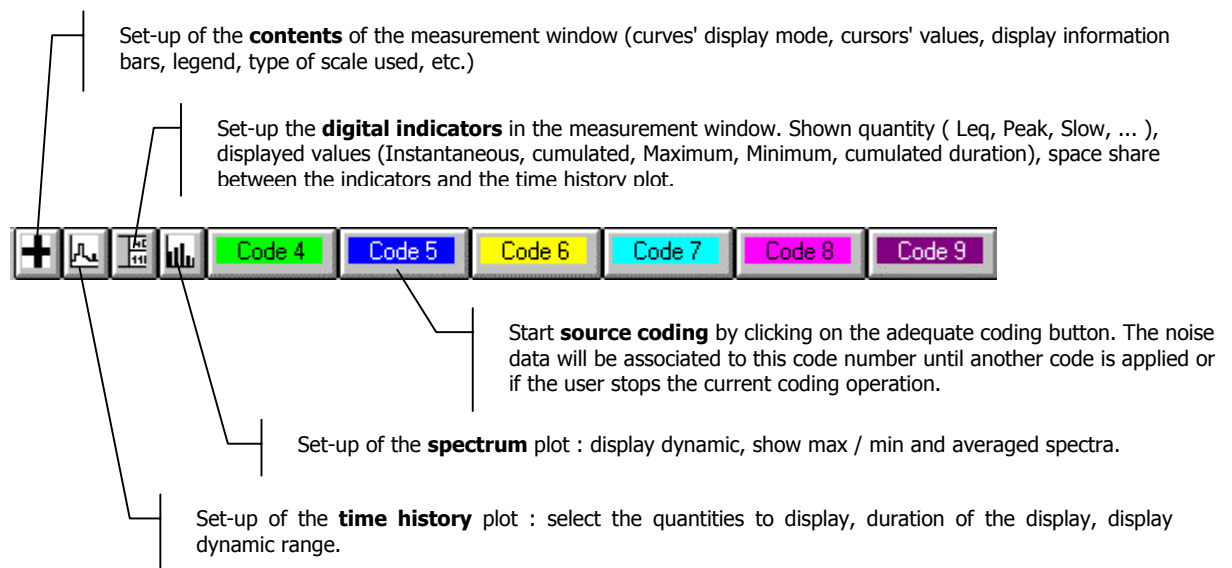 Set-up of the contents of the measurement window (curves' display mode, cursors' values, display information
bars, legend, type of scale used, etc.)
Set-up the digital indicators in the measurement window. Shown quantity ( Leq, Peak, Slow, ... ),
displayed values (Instantaneous, cumulated, Maximum, Minimum, cumulated duration), space share
between the indicators and the time history plot.
Code 4 Code 5 Code 6 Code 7 Code 8 Code 9
Start source coding by clicking on the adequate coding button. The noise
data will be associated to this code number until another code is applied or
if the user stops the current coding operation.
Set-up of the spectrum plot : display dynamic, show max / min and averaged spectra.
Set-up of the time history plot : select the quantities to display, duration of the display, display
dynamic range.